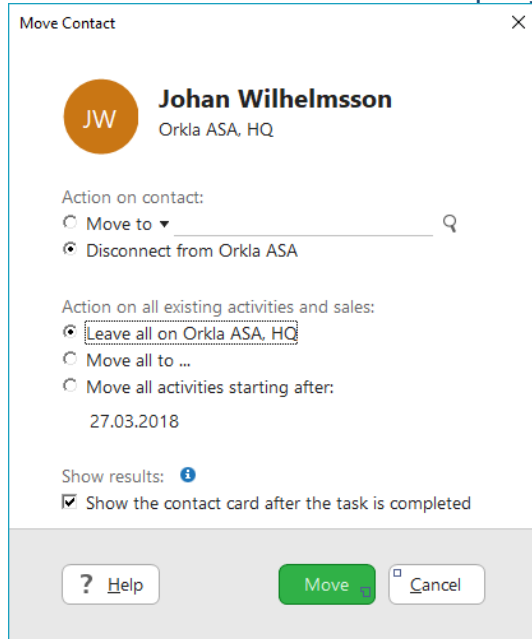 Move Contact
JW
Johan Wilhelmsson
Orkla ASA, HQ
Action on contact:
Move to
Disconnect from Orkla ASA
Action on all existing activities and sales:
Leave all on Orkla ASA, HQ
Move all to ...
Move all activities starting after:
27.03.2018
Show results:
Show the contact card after the task is completed
? Help Move Cancel